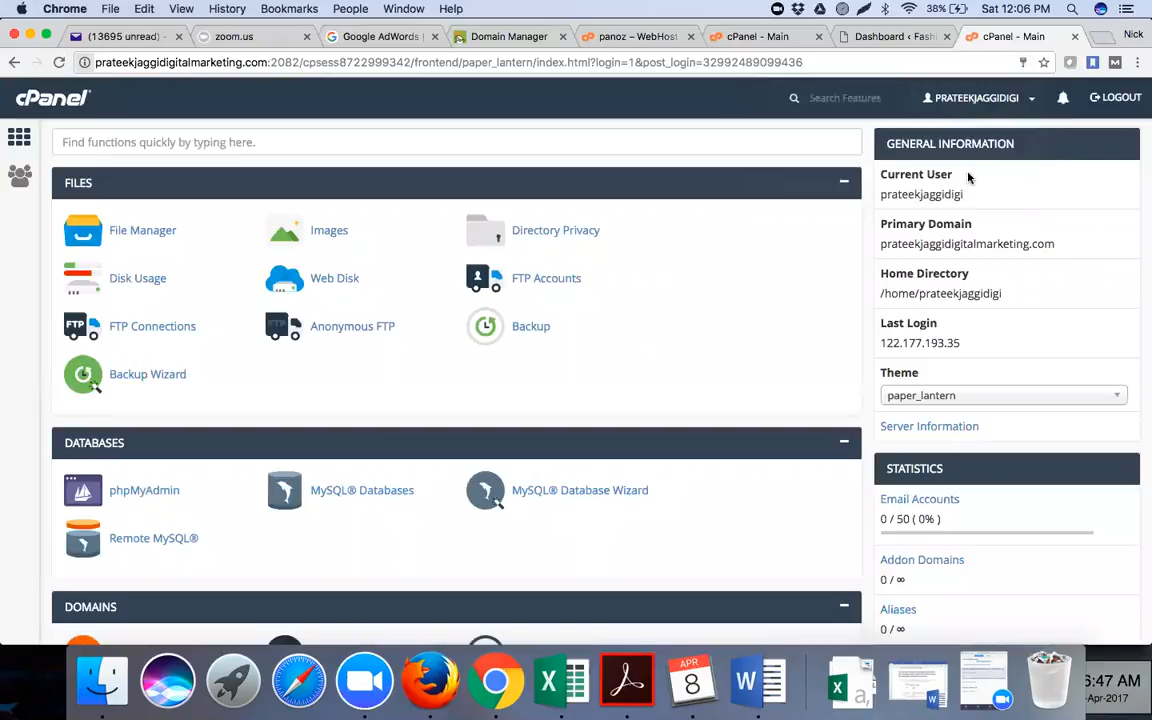 Chrome File Edit View History Bookmarks People Window Help 38% Sat 12:06 PM
(13695 unread) - zoom.us Google AdWords Domain Manager panoz – WebHost cPanel - Main Dashboard ‹ Fashi cPanel - Main Nick
prateekjaggidigitalmarketing.com:2082/cpsess8722999342/frontend/paper_lantern/index.html?login=1&post_login=32992489099436
cPanel Search Features PRATEEKJAGGIDIGI LOGOUT
Find functions quickly by typing here.
FILES
File Manager Images Directory Privacy
Disk Usage Web Disk FTP Accounts
FTP FTP Connections FTP Anonymous FTP Backup
Backup Wizard
DATABASES
phpMyAdmin MySQL® Databases MySQL® Database Wizard
Remote MySQL®
DOMAINS
GENERAL INFORMATION
Current User
prateekjaggidigi
Primary Domain
prateekjaggidigitalmarketing.com
Home Directory
/home/prateekjaggidigi
Last Login
122.177.193.35
Theme
paper_lantern
Server Information
STATISTICS
Email Accounts
0 / 50 ( 0% )
Addon Domains
0 / ∞
Aliases
0 / ∞
APR
8
6:47 AM
-Apr-2017